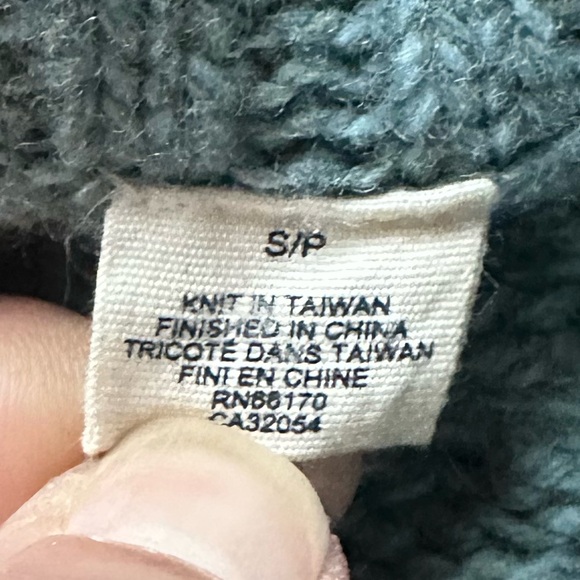 S/P
KNIT IN TAIWAN
FINISHED IN CHINA
TRICOTÉ DANS TAIWAN
FINI EN CHINE
RN66170
CA32054